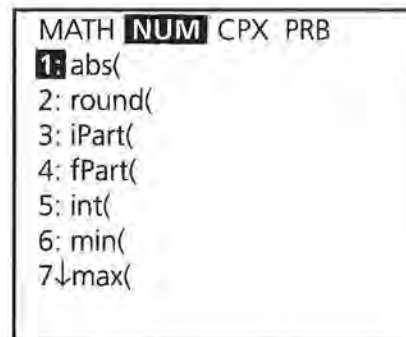 MATH NUM CPX PRB
1: abs(
2: round(
3: iPart(
4: fPart(
5: int(
6: min(
7↓max(